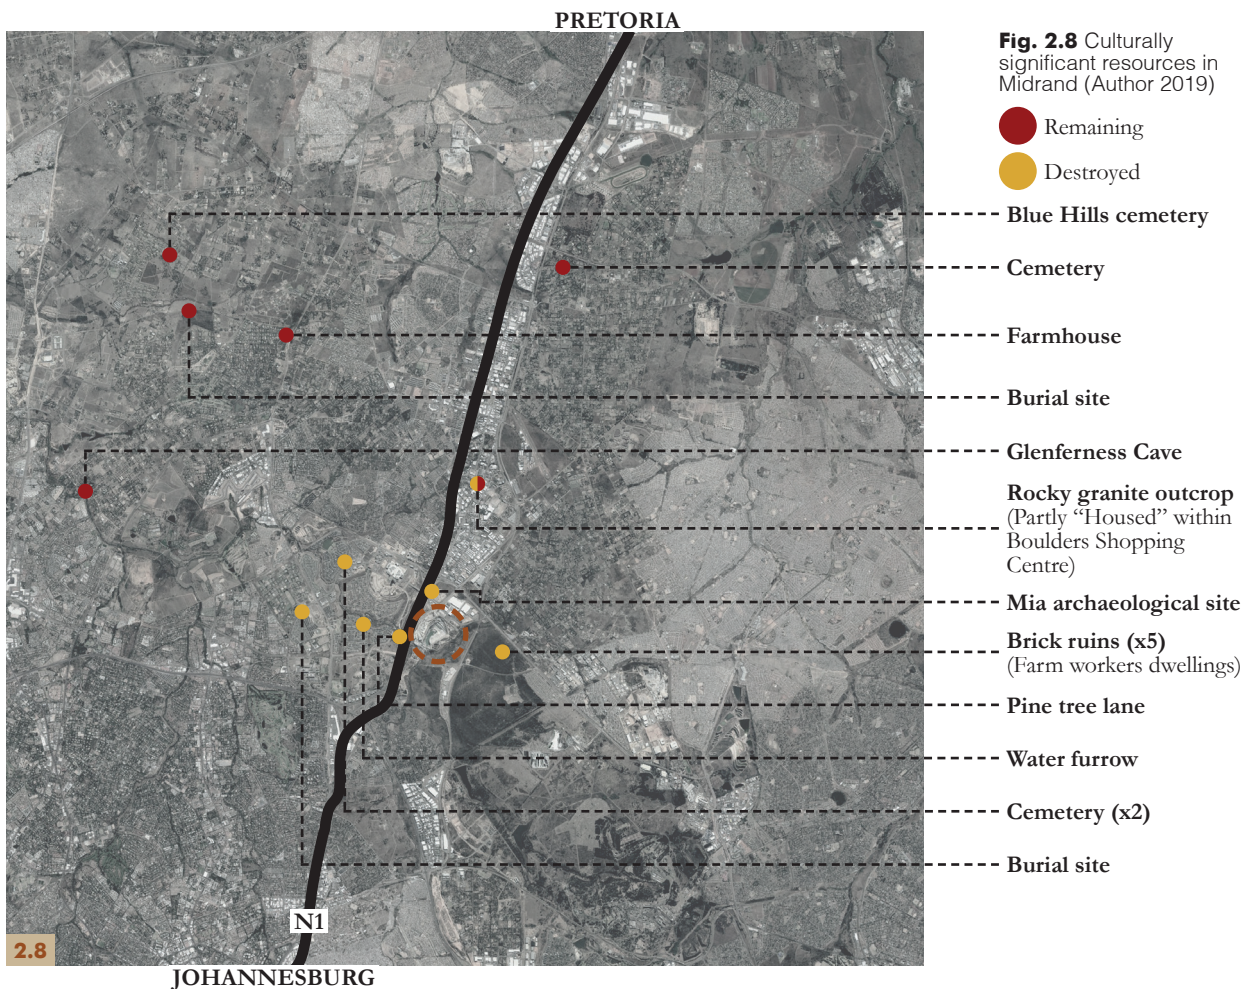 PRETORIA
Fig. 2.8 Culturally
significant resources in
Midrand (Author 2019)
Remaining
Destroyed
Blue Hills cemetery
Cemetery
Farmhouse
Burial site
Glenferness Cave
Rocky granite outcrop
(Partly “Housed” within
Boulders Shopping
Centre)
Mia archaeological site
Brick ruins (x5)
(Farm workers dwellings)
Pine tree lane
Water furrow
Cemetery (x2)
Burial site
N1
2.8
JOHANNESBURG